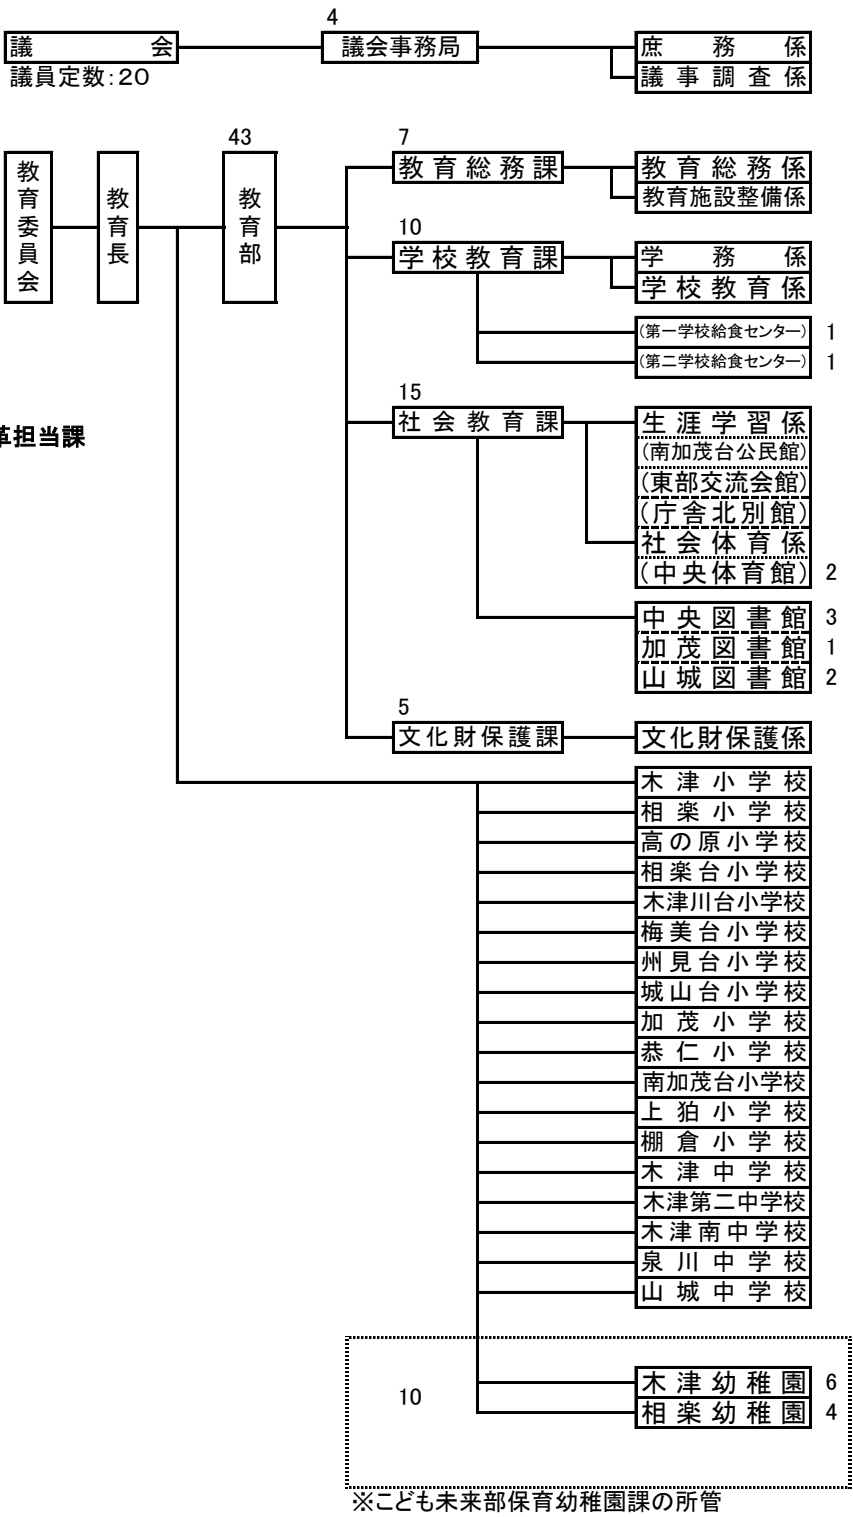 4
議会 議会事務局 庶務係
議員定数：20 議事調査係
43 7
教育委員会 教育長 教育部 教育総務課 教育総務係
教育施設整備係
10
学校教育課 学務係
学校教育係
(第一学校給食センター) 1
(第二学校給食センター) 1
15
社会教育課 生涯学習係
革担当課 (南加茂台公民館)
(東部交流会館)
(庁舎北別館)
社会体育係
(中央体育館) 2
中央図書館 3
加茂図書館 1
山城図書館 2
5
文化財保護課 文化財保護係
木津小学校
相楽小学校
高の原小学校
相楽台小学校
木津川台小学校
梅美台小学校
州見台小学校
城山台小学校
加茂小学校
恭仁小学校
南加茂台小学校
上狛小学校
棚倉小学校
木津中学校
木津第二中学校
木津南中学校
泉川中学校
山城中学校
10 木津幼稚園 6
相楽幼稚園 4
※こども未来部保育幼稚園課の所管